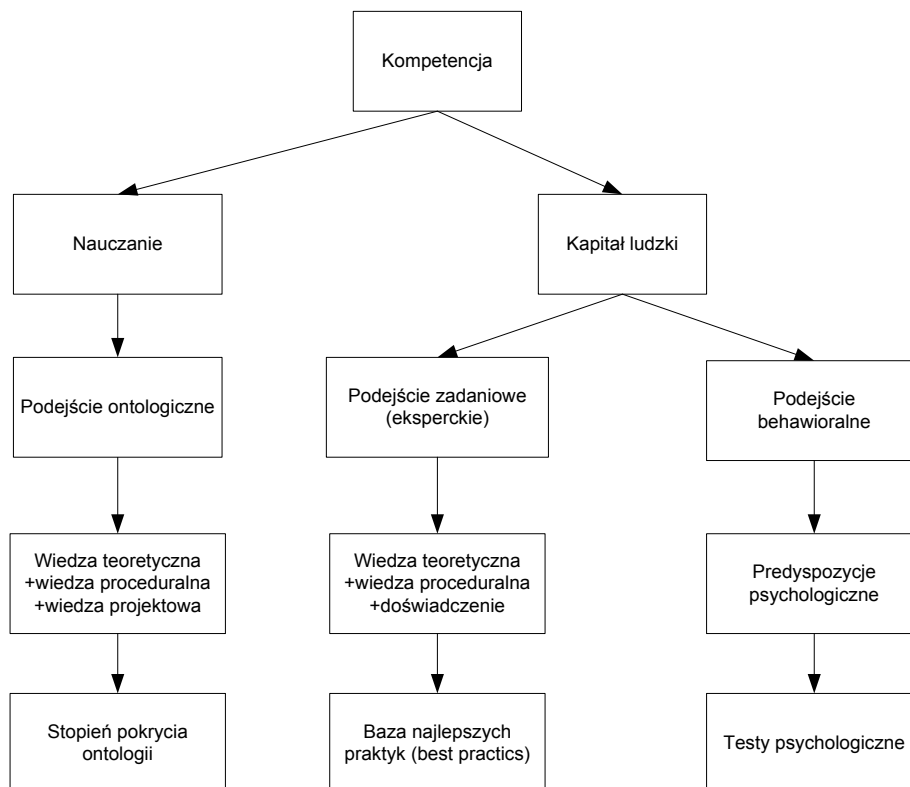 Kompetencja
Nauczanie
Kapitał ludzki
Podejście ontologiczne
Podejście zadaniowe
(eksperckie)
Podejście
behawioralne
Wiedza teoretyczna
+wiedza proceduralna
+wiedza projektowa
Wiedza teoretyczna
+wiedza proceduralna
+doświadczenie
Predyspozycje
psychologiczne
Stopień pokrycia
ontologii
Baza najlepszych
praktyk (best practics)
Testy psychologiczne